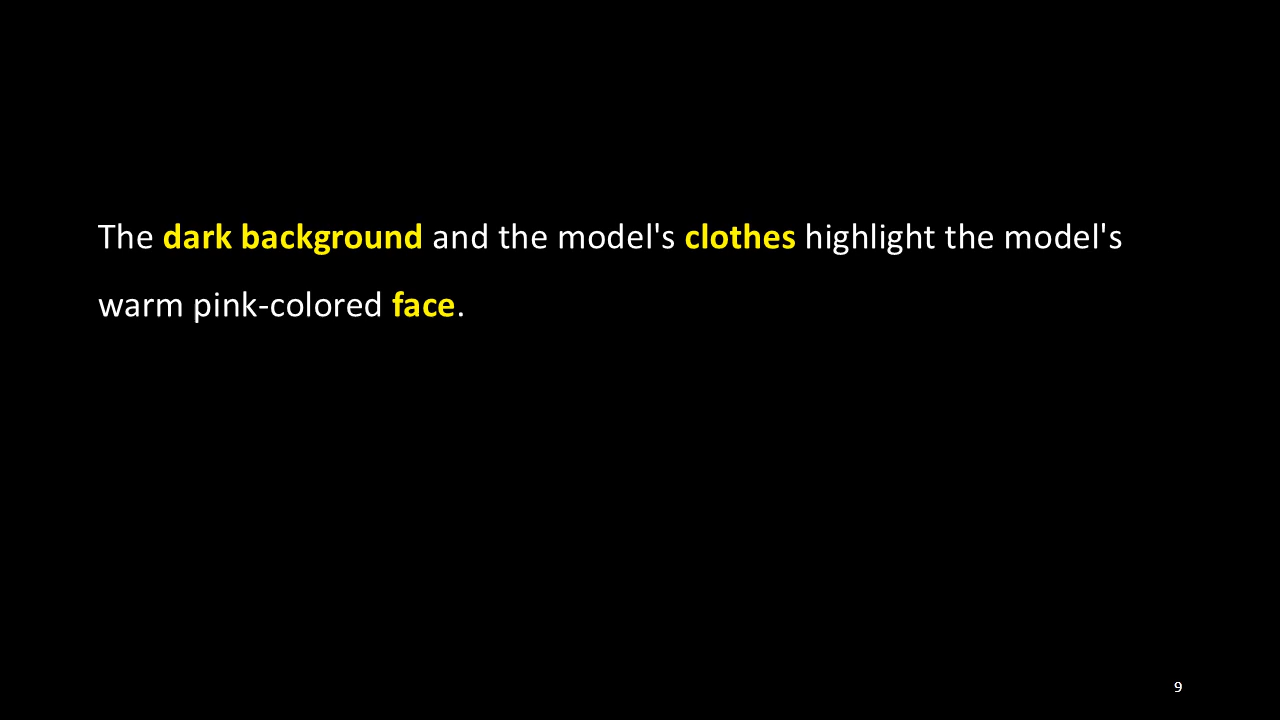 The dark background and the model's clothes highlight the model's
warm pink-colored face.
9